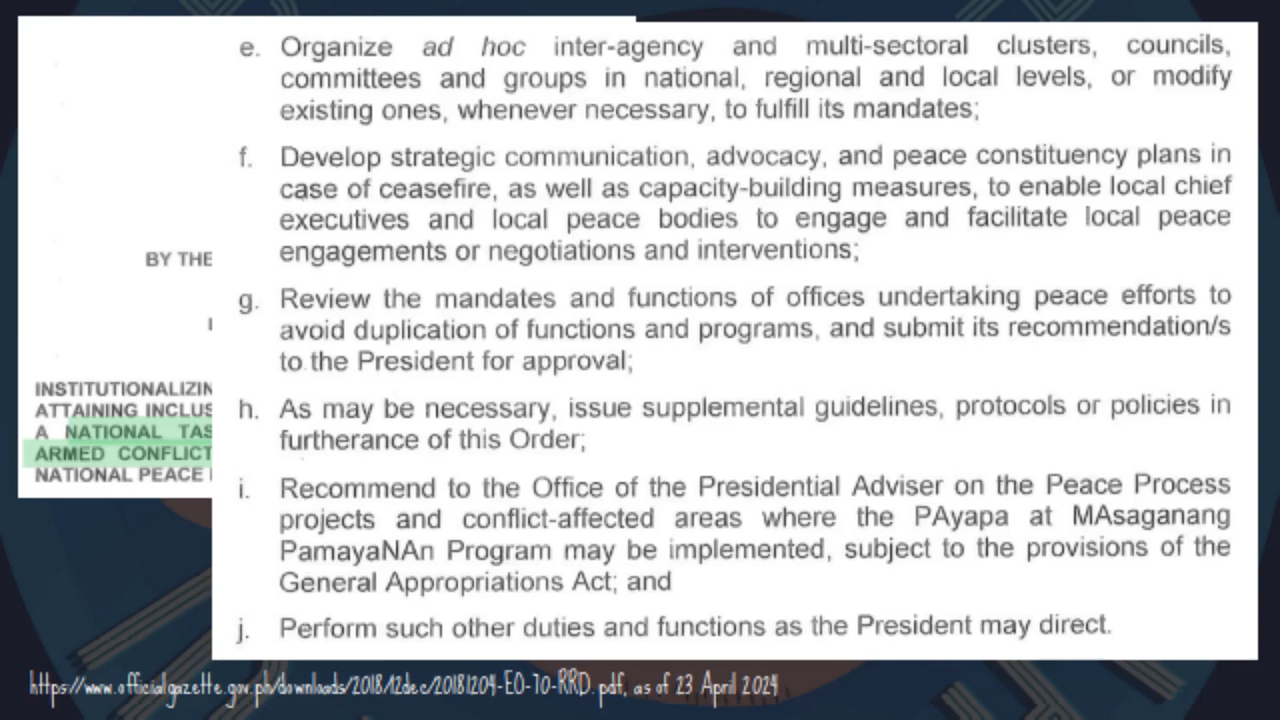 BY THE
I
INSTITUTIONALIZIN
ATTAINING INCLUS
A NATIONAL TAS
ARMED CONFLICT
NATIONAL PEACE
e. Organize ad hoc inter-agency and multi-sectoral clusters, councils,
committees and groups in national, regional and local levels, or modify
existing ones, whenever necessary, to fulfill its mandates;
f. Develop strategic communication, advocacy, and peace constituency plans in
case of ceasefire, as well as capacity-building measures, to enable local chief
executives and local peace bodies to engage and facilitate local peace
engagements or negotiations and interventions;
g. Review the mandates and functions of offices undertaking peace efforts to
avoid duplication of functions and programs, and submit its recommendation/s
to the President for approval;
h. As may be necessary, issue supplemental guidelines, protocols or policies in
furtherance of this Order;
i. Recommend to the Office of the Presidential Adviser on the Peace Process
projects and conflict-affected areas where the PAyapa at MAsaganang
PamayaNAn Program may be implemented, subject to the provisions of the
General Appropriations Act; and
j. Perform such other duties and functions as the President may direct.
https://www.officialgazette.gov.ph/downloads/2018/12dec/20181204-EO-70-RRD.pdf, as of 23 April 2024